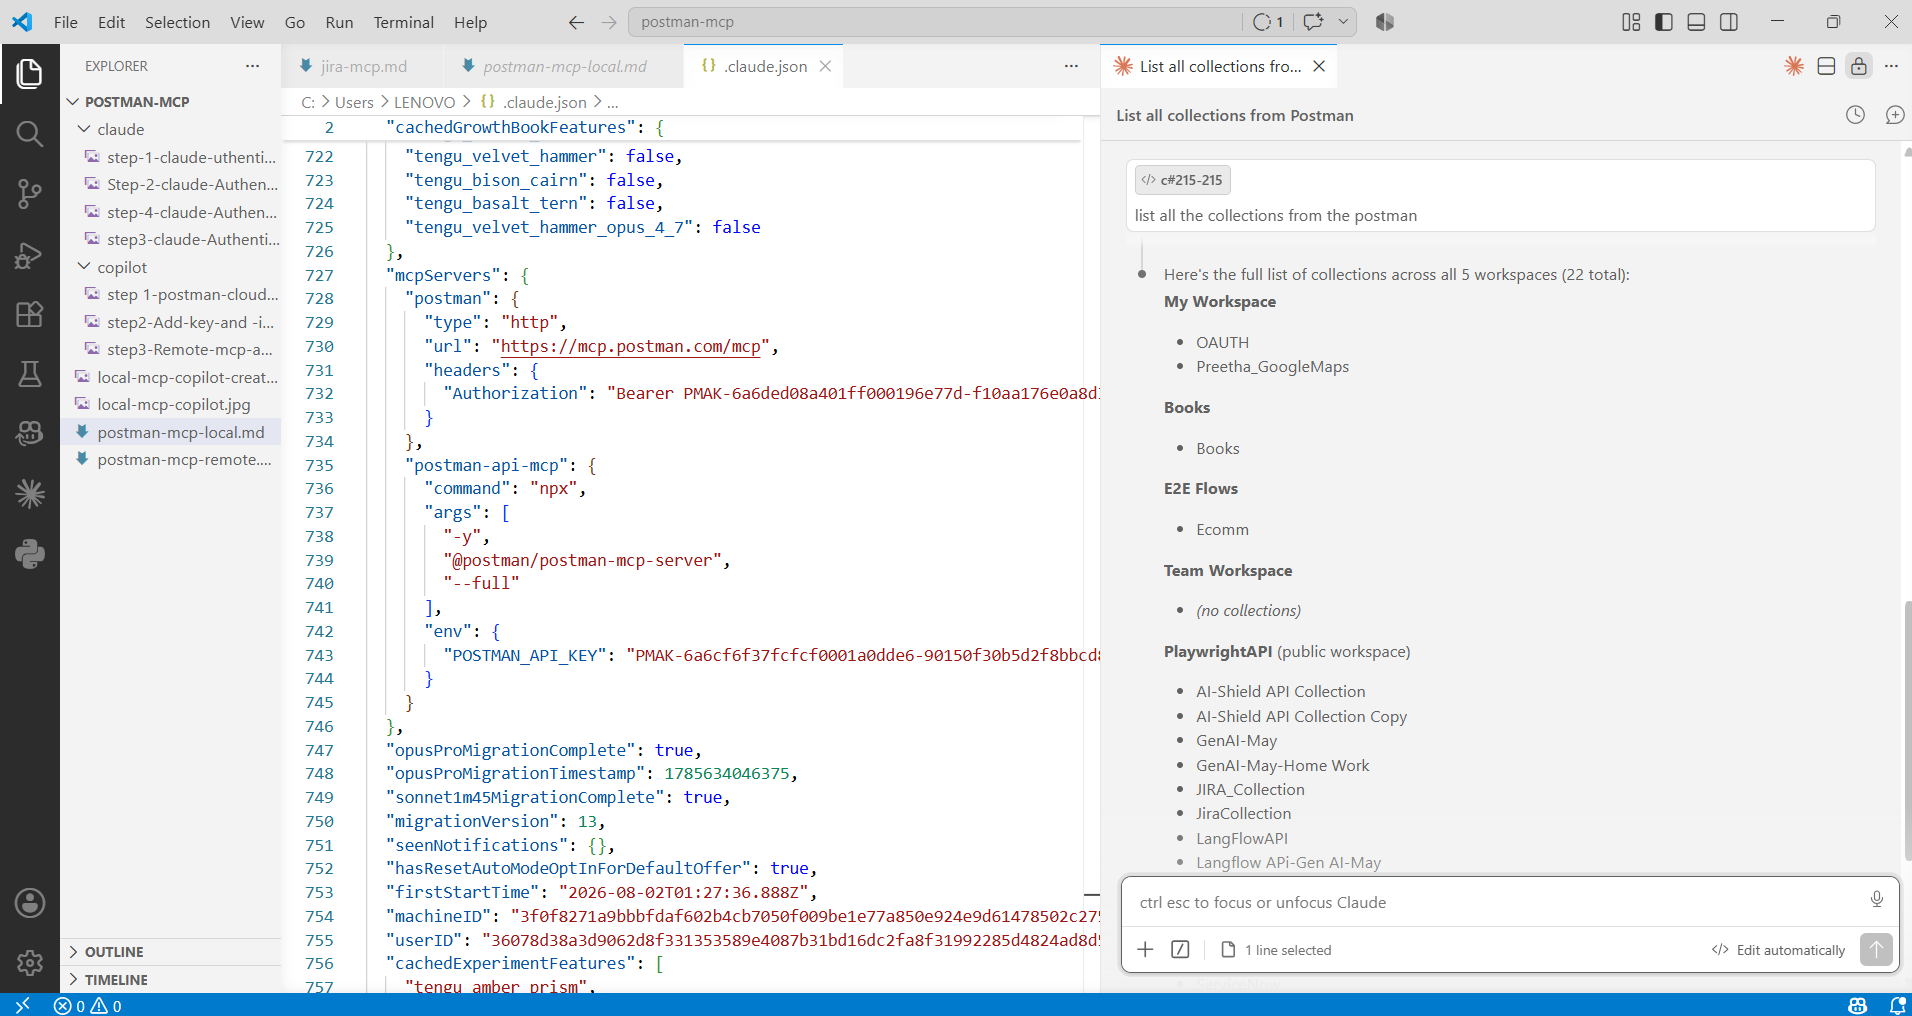 File Edit Selection View Go Run Terminal Help
postman-mcp
1
EXPLORER
POSTMAN-MCP
claude
step-1-claude-uthenti...
Step-2-claude-Authen...
step-4-claude-Authen...
step3-claude-Authenti...
copilot
step 1-postman-cloud...
step2-Add-key-and -i...
step3-Remote-mcp-a...
local-mcp-copilot-creat...
local-mcp-copilot.jpg
postman-mcp-local.md
postman-mcp-remote....
OUTLINE
TIMELINE
jira-mcp.md
postman-mcp-local.md
{} .claude.json
C: > Users > LENOVO > {} .claude.json > ...
2 "cachedGrowthBookFeatures": {
722 "tengu_velvet_hammer": false,
723 "tengu_bison_cairn": false,
724 "tengu_basalt_tern": false,
725 "tengu_velvet_hammer_opus_4_7": false
726 },
727 "mcpServers": {
728 "postman": {
729 "type": "http",
730 "url": "https://mcp.postman.com/mcp",
731 "headers": {
732 "Authorization": "Bearer PMAK-6a6ded08a401ff000196e77d-f10aa176e0a8d
733 }
734 },
735 "postman-api-mcp": {
736 "command": "npx",
737 "args": [
738 "-y",
739 "@postman/postman-mcp-server",
740 "--full"
741 ],
742 "env": {
743 "POSTMAN_API_KEY": "PMAK-6a6cf6f37fcfcf0001a0dde6-90150f30b5d2f8bbcd
744 }
745 }
746 },
747 "opusProMigrationComplete": true,
748 "opusProMigrationTimestamp": 1785634046375,
749 "sonnet1m45MigrationComplete": true,
750 "migrationVersion": 13,
751 "seenNotifications": {},
752 "hasResetAutoModeOptInForDefaultOffer": true,
753 "firstStartTime": "2026-08-02T01:27:36.888Z",
754 "machineID": "3f0f8271a9bbbfdaf602b4cb7050f009be1e77a850e924e9d61478502c27
755 "userID": "36078d38a3d9062d8f331353589e4087b31bd16dc2fa8f31992285d4824ad8d
756 "cachedExperimentFeatures": [
757 "tengu_amber_prism",
List all collections fro...
List all collections from Postman
c#215-215
list all the collections from the postman
Here's the full list of collections across all 5 workspaces (22 total):
My Workspace
• OAUTH
• Preetha_GoogleMaps
Books
• Books
E2E Flows
• Ecomm
Team Workspace
• (no collections)
PlaywrightAPI (public workspace)
• AI-Shield API Collection
• AI-Shield API Collection Copy
• GenAI-May
• GenAI-May-Home Work
• JIRA_Collection
• JiraCollection
• LangFlowAPI
• Langflow APi-Gen AI-May
ctrl esc to focus or unfocus Claude
1 line selected
Edit automatically
ServiceNow
0 0